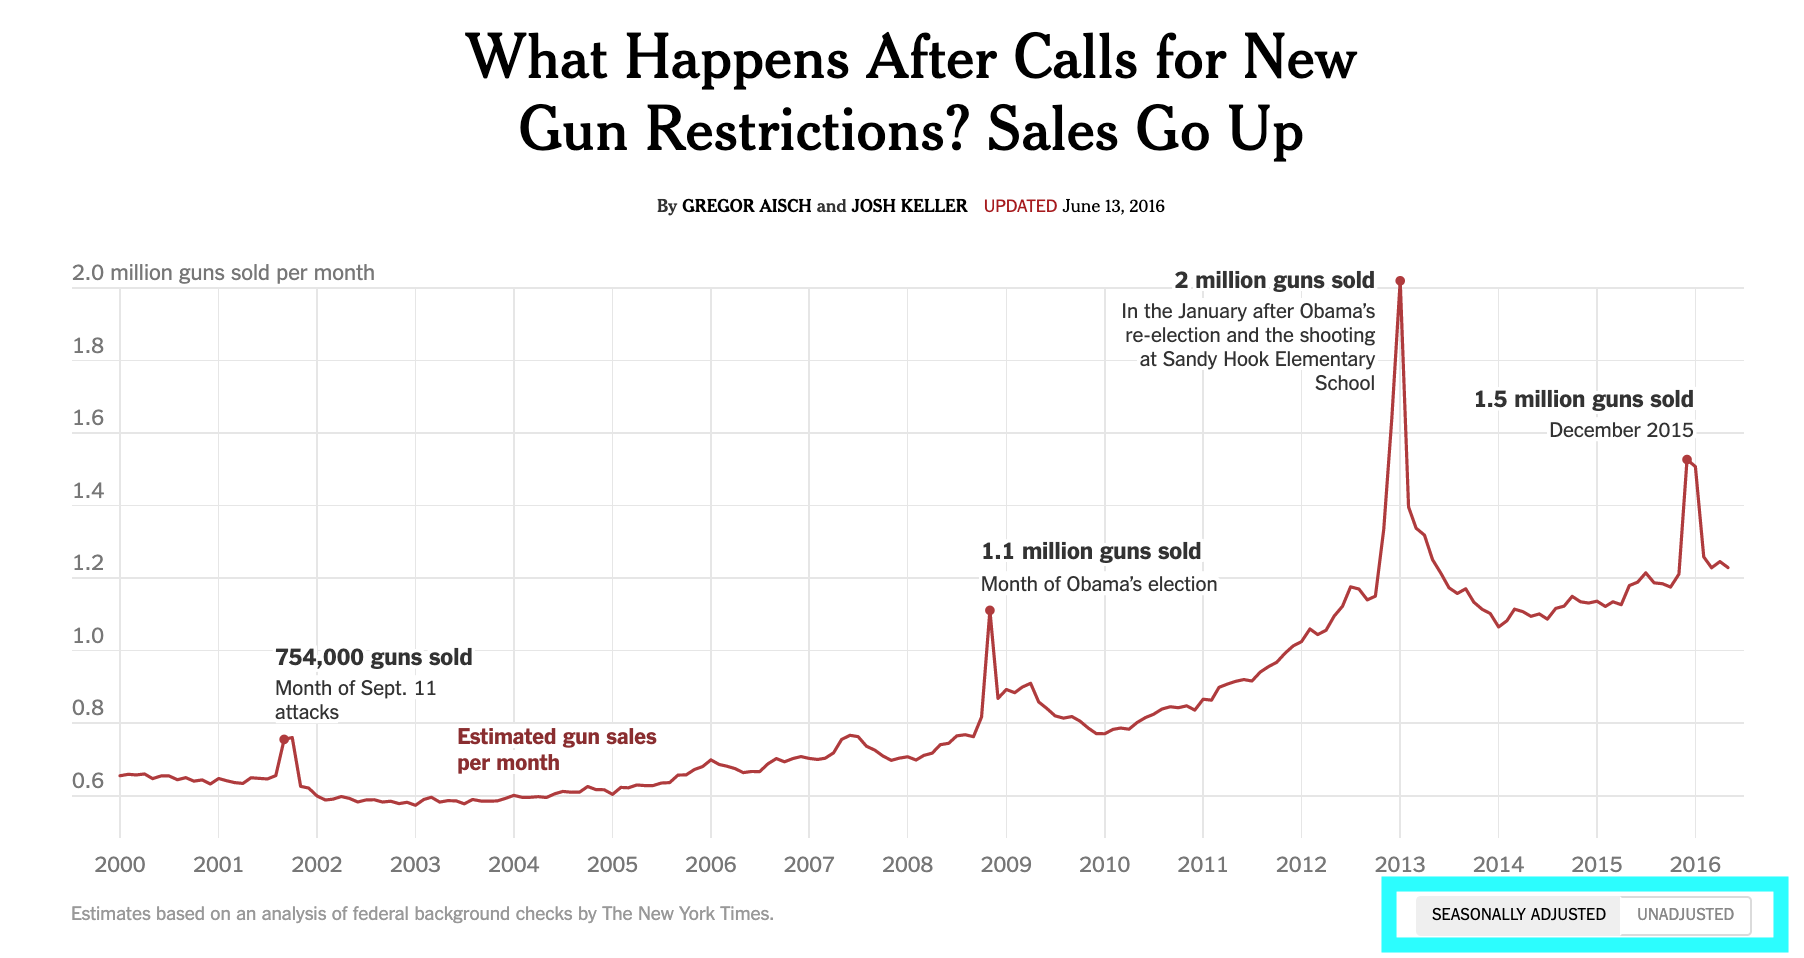 What Happens After Calls for New
Gun Restrictions? Sales Go Up
By GREGOR AISCH and JOSH KELLER UPDATED June 13, 2016
2.0 million guns sold per month
1.8
1.6
1.4
1.2
1.0
0.8
0.6
754,000 guns sold
Month of Sept. 11
attacks
Estimated gun sales
per month
1.1 million guns sold
Month of Obama's election
2 million guns sold
In the January after Obama's
re-election and the shooting
at Sandy Hook Elementary
School
1.5 million guns sold
December 2015
2000 2001 2002 2003 2004 2005 2006 2007 2008 2009 2010 2011 2012 2013 2014 2015 2016
Estimates based on an analysis of federal background checks by The New York Times.
SEASONALLY ADJUSTED UNADJUSTED